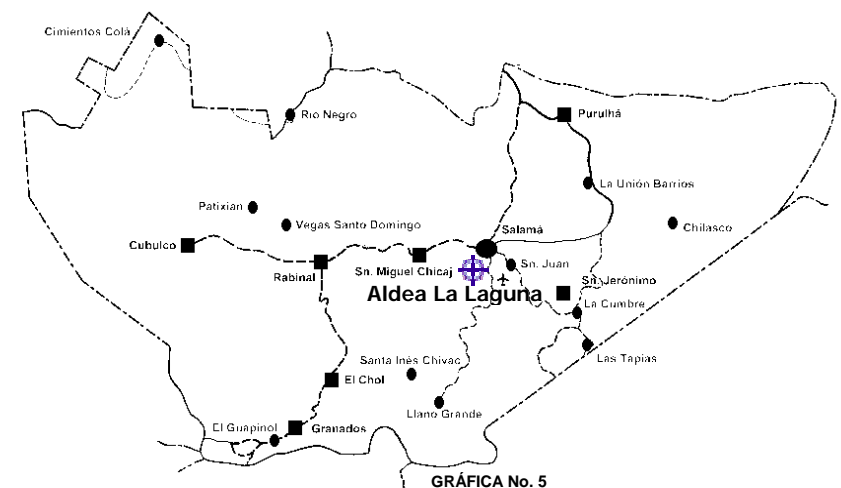 Cimientos Colá
Rio Negro
Purulhá
La Unión Barrios
Patixian
Vegas Santo Domingo
Chilasco
Salamá
Cubulco
Rabinal
Sn. Miguel Chicaj
Sn. Juan
Sn. Jerónimo
Aldea La Laguna
La Cumbre
Las Tapias
Santa Inés Chivac
El Chol
Llano Grande
El Guapinol
Granados
GRÁFICA No. 5